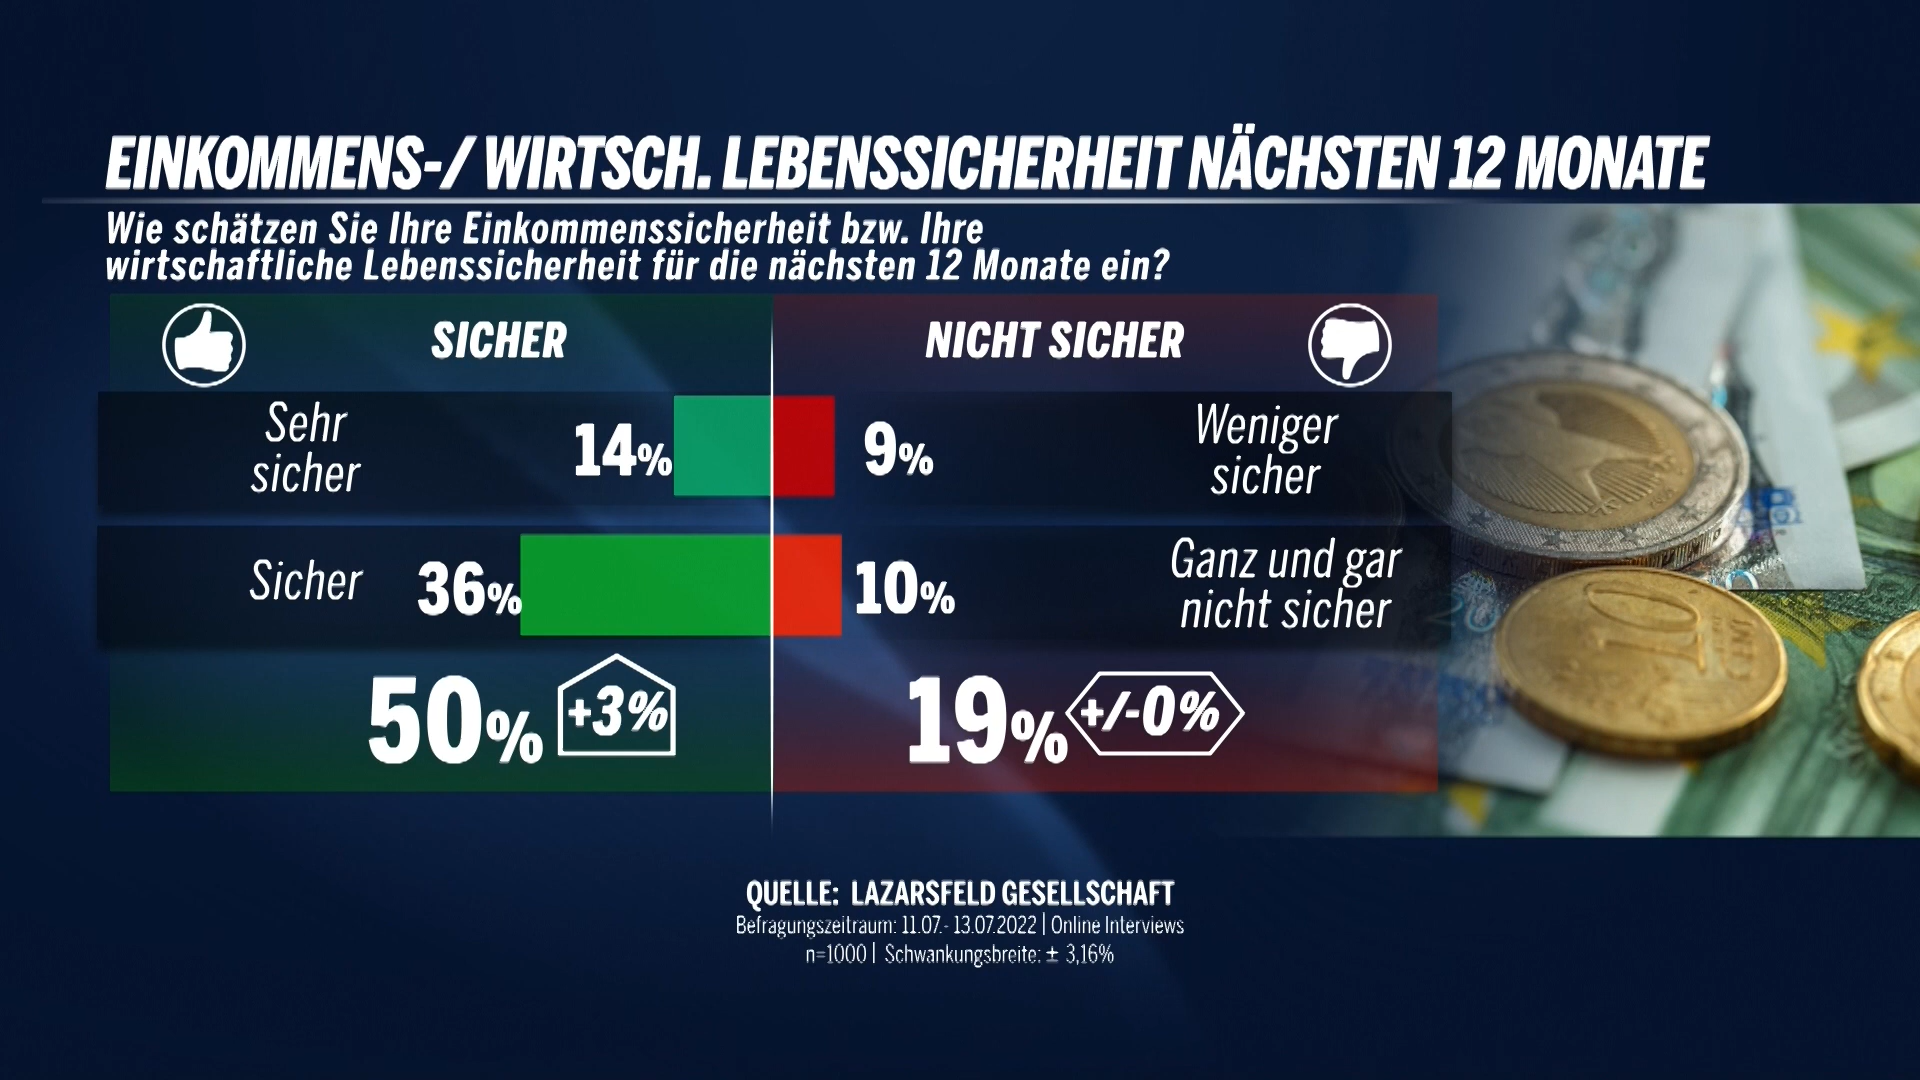 EINKOMMENS-/ WIRTSCH. LEBENSSICHERHEIT NÄCHSTEN 12 MONATE
Wie schätzen Sie Ihre Einkommenssicherheit bzw. Ihre
wirtschaftliche Lebenssicherheit für die nächsten 12 Monate ein?
SICHER
NICHT SICHER
Sehr
sicher
14%
9%
Weniger
sicher
Sicher
36%
10%
Ganz und gar
nicht sicher
50%
+3%
19%
+/-0%
10
QUELLE: LAZARSFELD GESELLSCHAFT
Befragungszeitraum: 11.07.- 13.07.2022 | Online Interviews
n=1000 | Schwankungsbreite: ± 3,16%